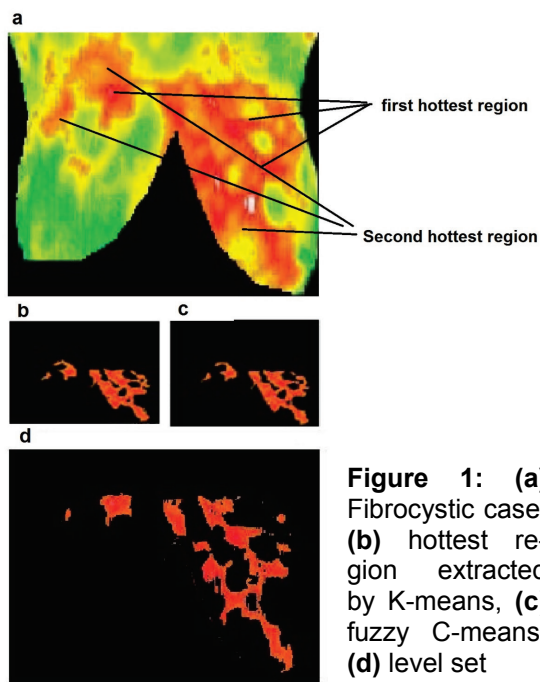 a
first hottest region
Second hottest region
b
c
d
Figure 1: (a)
Fibrocystic case
(b) hottest re-
gion extracted
by K-means, (c
fuzzy C-means
(d) level set